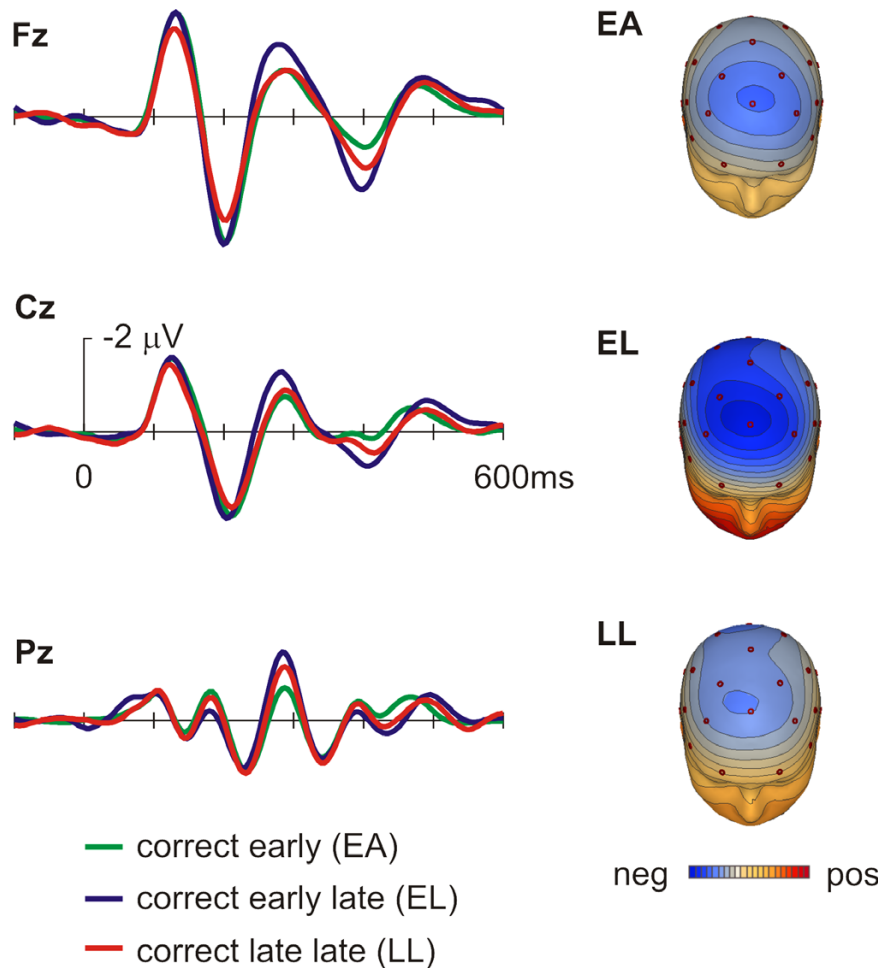 Fz
EA
Cz
-2 μV
EL
0
600ms
Pz
LL
correct early (EA)
correct early late (EL)
correct late late (LL)
neg
pos